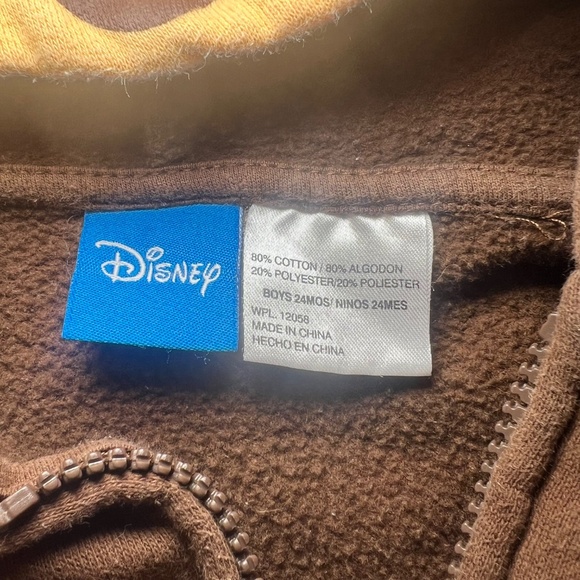 Disney
80% COTTON / 80% ALGODON
20% POLYESTER/20% POLIESTER
BOYS 24MOS/ NINOS 24MES
WPL. 12058
MADE IN CHINA
HECHO EN CHINA